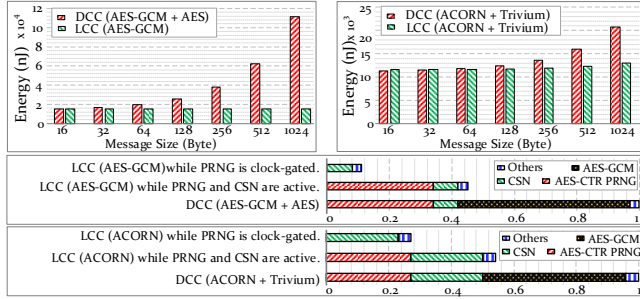 12
10
8
6
4
2
0
Energy (nJ) x 10⁴
DCC (AES-GCM + AES)
LCC (AES-GCM)
16 32 64 128 256 512 1024
Message Size (Byte)
25
20
15
10
5
0
Energy (nJ) x 10³
DCC (ACORN + Trivium)
LCC (ACORN + Trivium)
16 32 64 128 256 512 1024
Message Size (Byte)
LCC (AES-GCM)while PRNG is clock-gated.
LCC (AES-GCM) while PRNG and CSN are active.
DCC (AES-GCM + AES)
Others AES-GCM
CSN AES-CTR PRNG
0 0.2 0.4 0.6 0.8 1
LCC (ACORN) while PRNG is clock-gated.
LCC (ACORN) while PRNG and CSN are active.
DCC (ACORN + Trivium)
Others AES-GCM
CSN AES-CTR PRNG
0 0.2 0.4 0.6 0.8 1